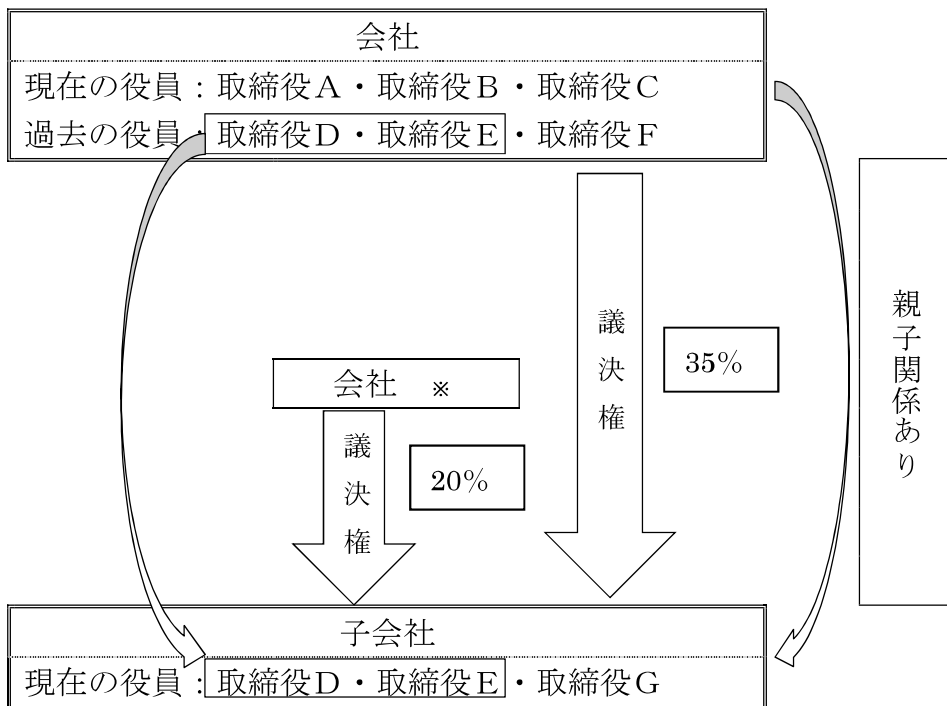 会社
現在の役員：取締役A・取締役B・取締役C
過去の役員：取締役D・取締役E・取締役F
親子関係あり
議決権
35%
会社 ※
議決権
20%
子会社
現在の役員：取締役D・取締役E・取締役G